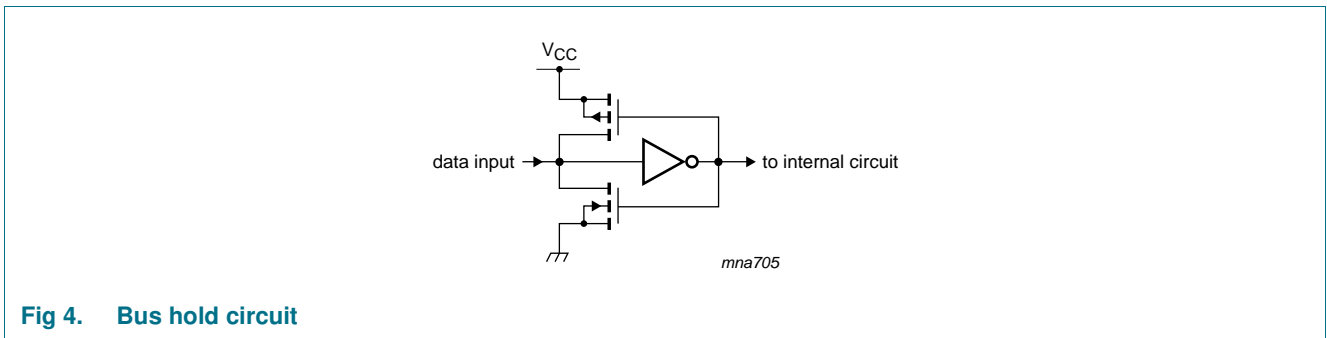 VCC
data input
to internal circuit
mna705
Fig 4. Bus hold circuit